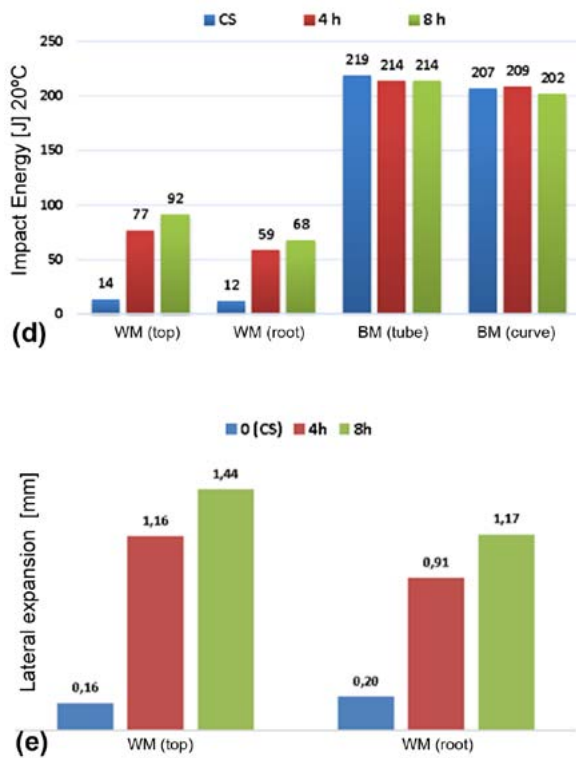 CS 4 h 8 h
Impact Energy [J] 20ºC
250
200
150
100
50
0
14 77 92
12 59 68
219 214 214
207 209 202
WM (top) WM (root) BM (tube) BM (curve)
(d)
0 (CS) 4h 8h
Lateral expansion [mm]
0,16 1,16 1,44
0,20 0,91 1,17
WM (top) WM (root)
(e)